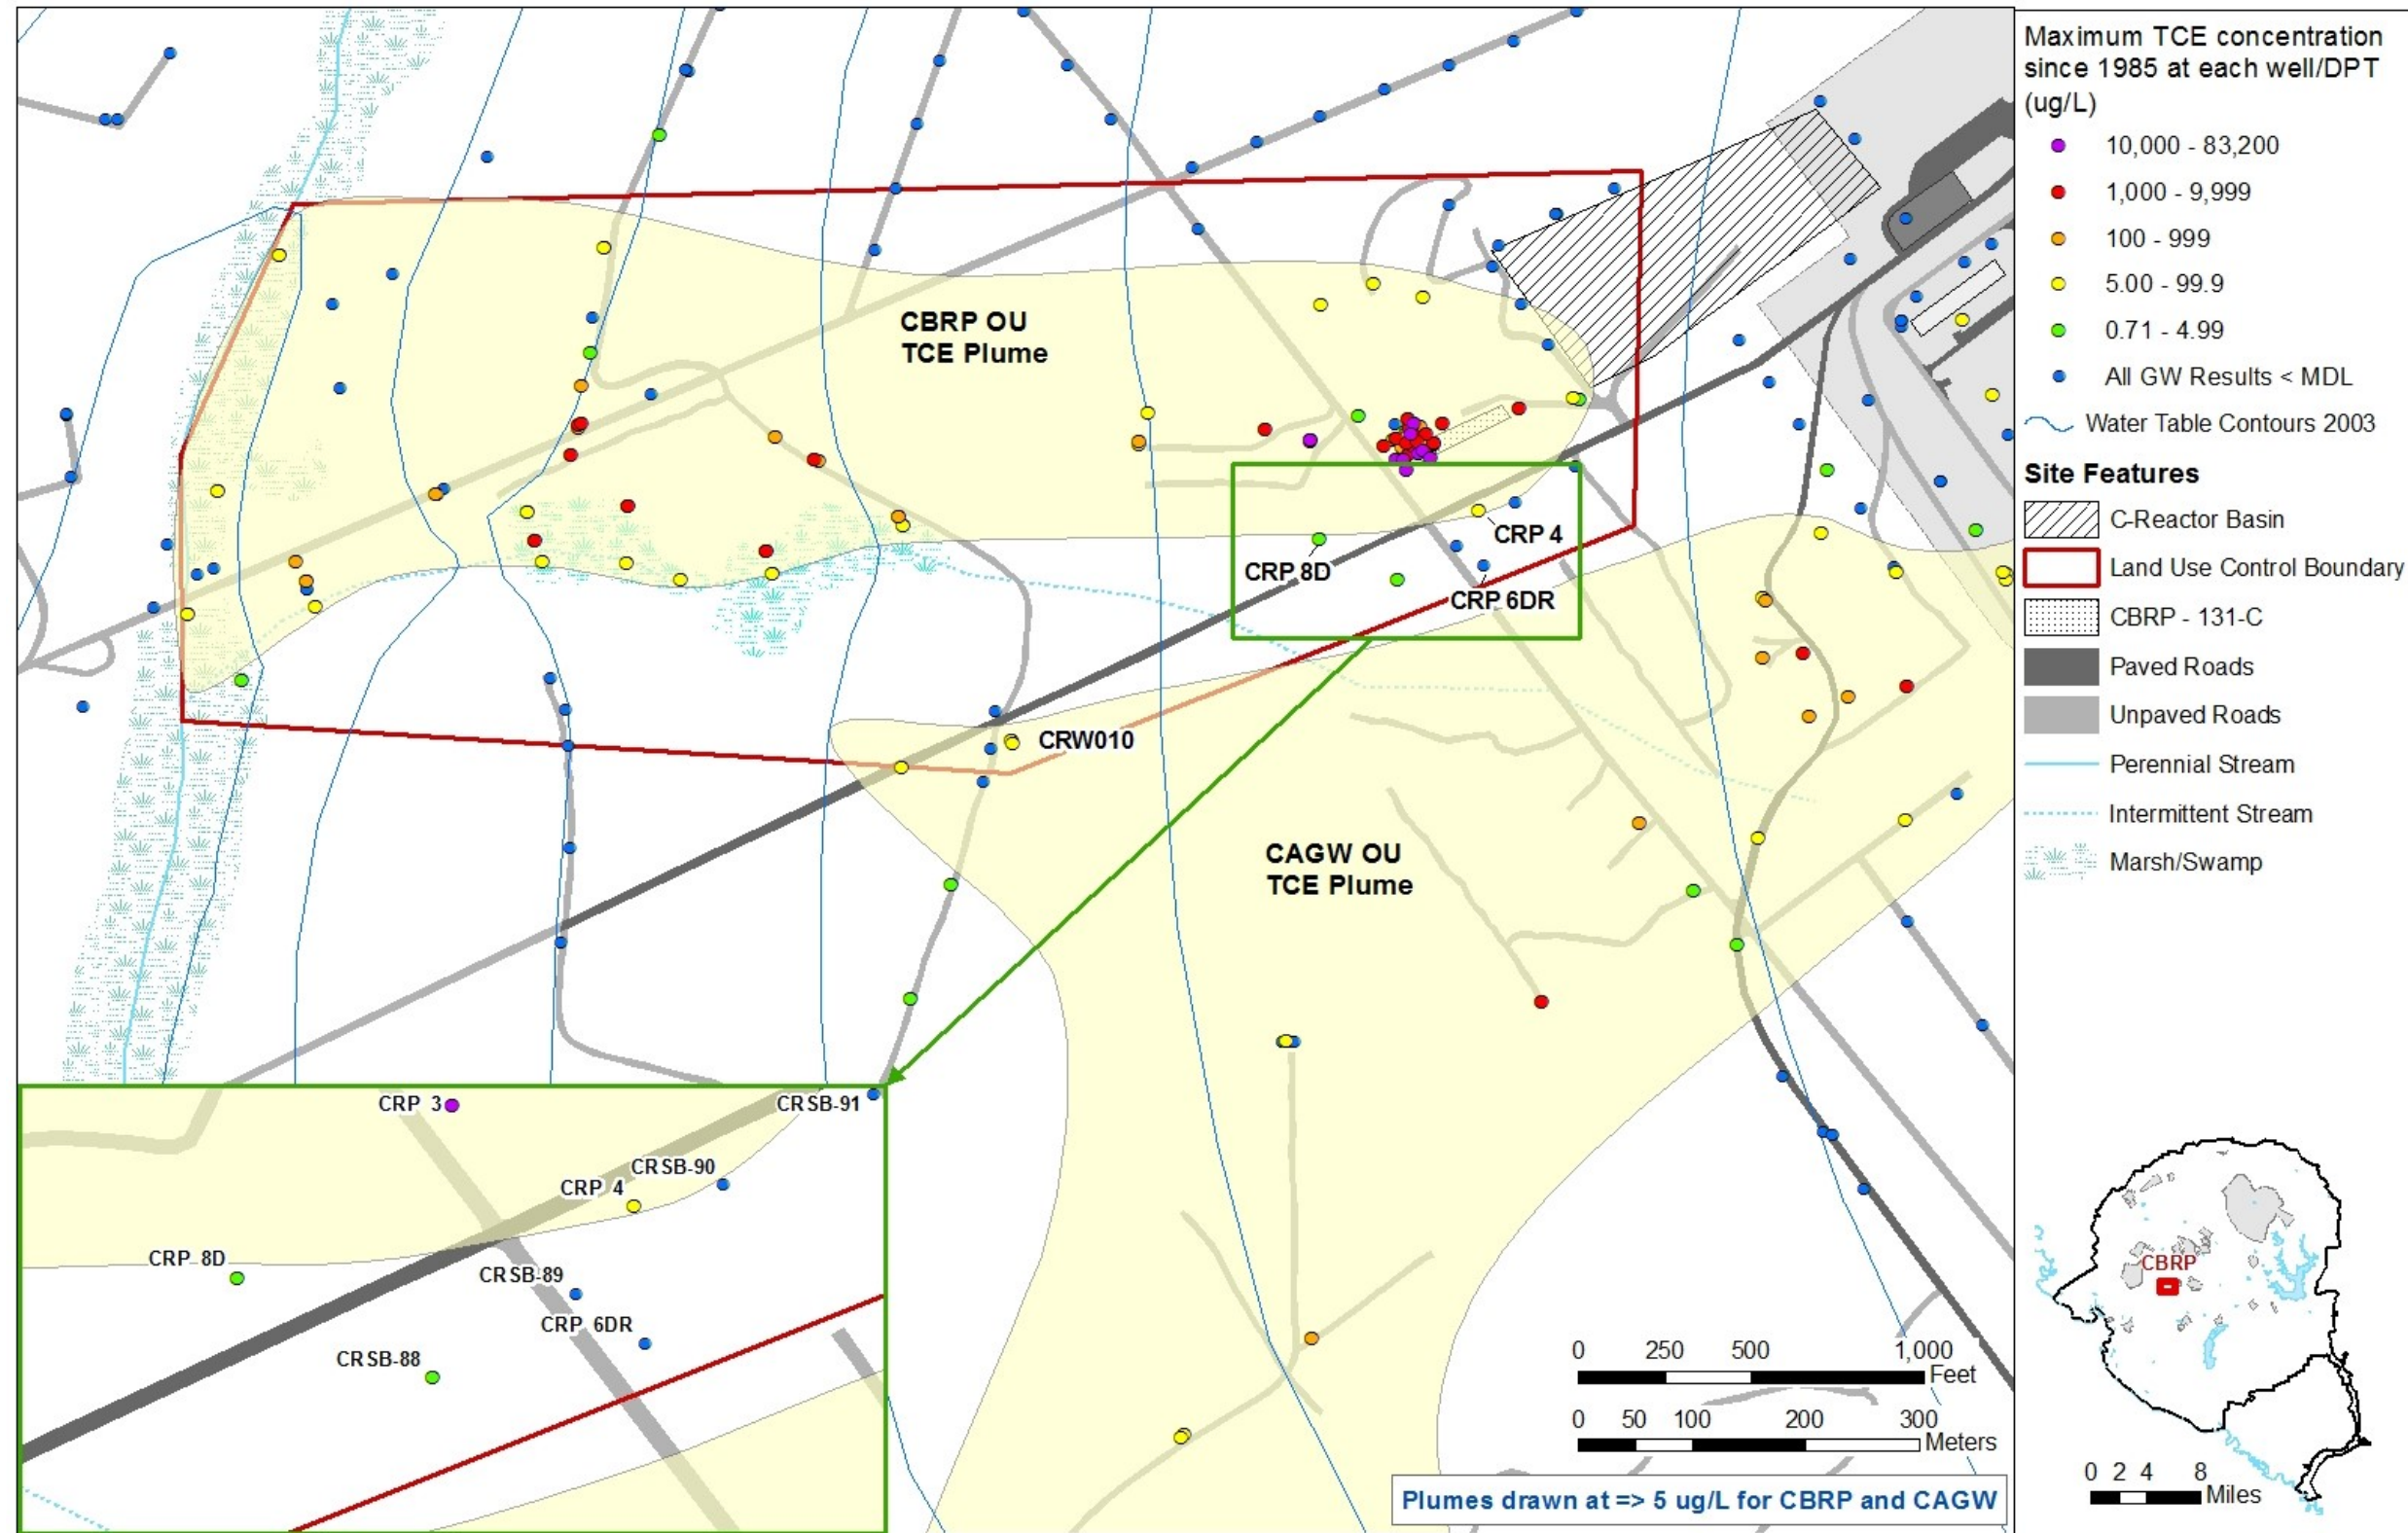 CBRP OU
TCE Plume
CRP 4
CRP 8D
CRP 6DR
CRW010
CAGW OU
TCE Plume
CRP 3
CRSB-91
CRSB-90
CRP 4
CRP 8D
CRSB-89
CRP 6DR
CRSB-88
0 250 500 1,000
Feet
0 50 100 200 300
Meters
Plumes drawn at => 5 ug/L for CBRP and CAGW
Maximum TCE concentration
since 1985 at each well/DPT
(ug/L)
10,000 - 83,200
1,000 - 9,999
100 - 999
5.00 - 99.9
0.71 - 4.99
All GW Results < MDL
Water Table Contours 2003
Site Features
C-Reactor Basin
Land Use Control Boundary
CBRP - 131-C
Paved Roads
Unpaved Roads
Perennial Stream
Intermittent Stream
Marsh/Swamp
CBRP
0 2 4 8
Miles